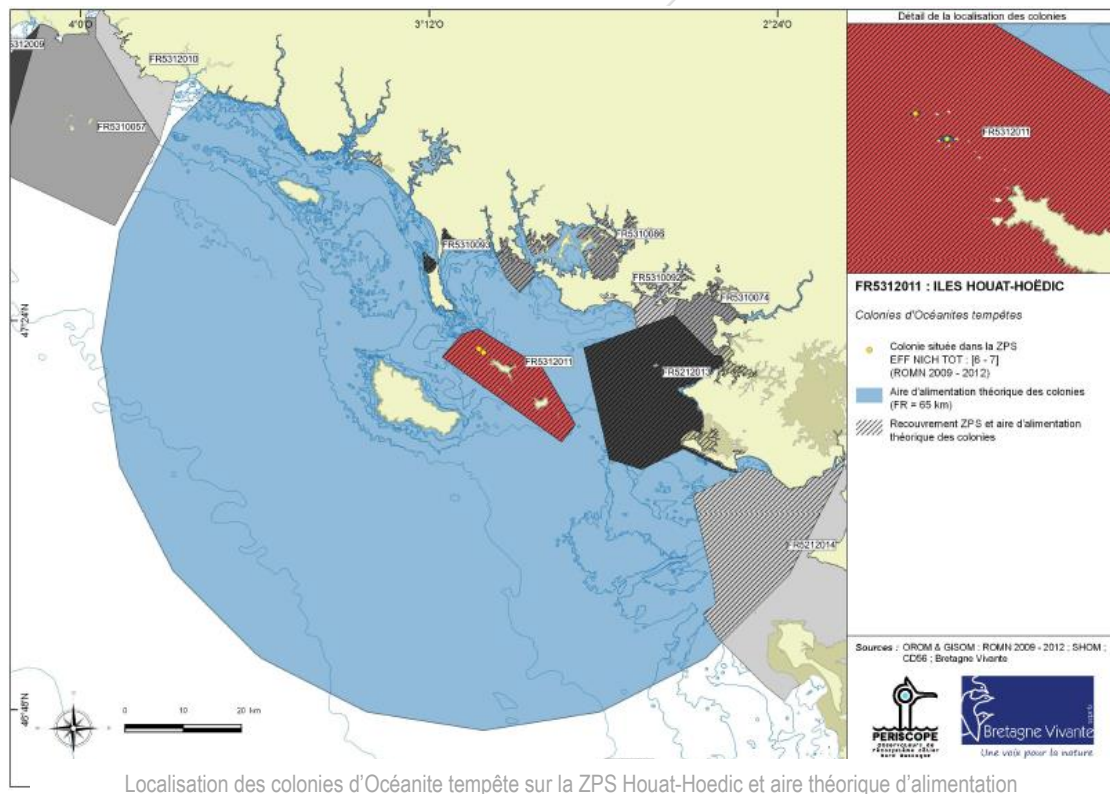 4°0'O
3°12'O
2°24'O
Détail de la localisation des colonies
5312009
FR5312010
FR5310057
FR5310093
FR5310086
FR5310092
FR5310074
FR5312011
FR5212013
FR5212014
47°24'N
46°48'N
0 10 20 km
FR5312011
FR5312011 : ILES HOUAT-HOËDIC
Colonies d'Océanites tempêtes
Colonie située dans la ZPS
EFF NICH TOT : [6 - 7]
(ROMN 2009 - 2012)
Aire d'alimentation théorique des colonies
(FR = 65 km)
Recouvrement ZPS et aire d'alimentation
théorique des colonies
Sources : OROM & GISOM : ROMN 2009 - 2012 ; SHOM ;
CD56 ; Bretagne Vivante
PERISCOPE
Bretagne Vivante
Une voix pour la nature
Localisation des colonies d'Océanite tempête sur la ZPS Houat-Hoedic et aire théorique d'alimentation